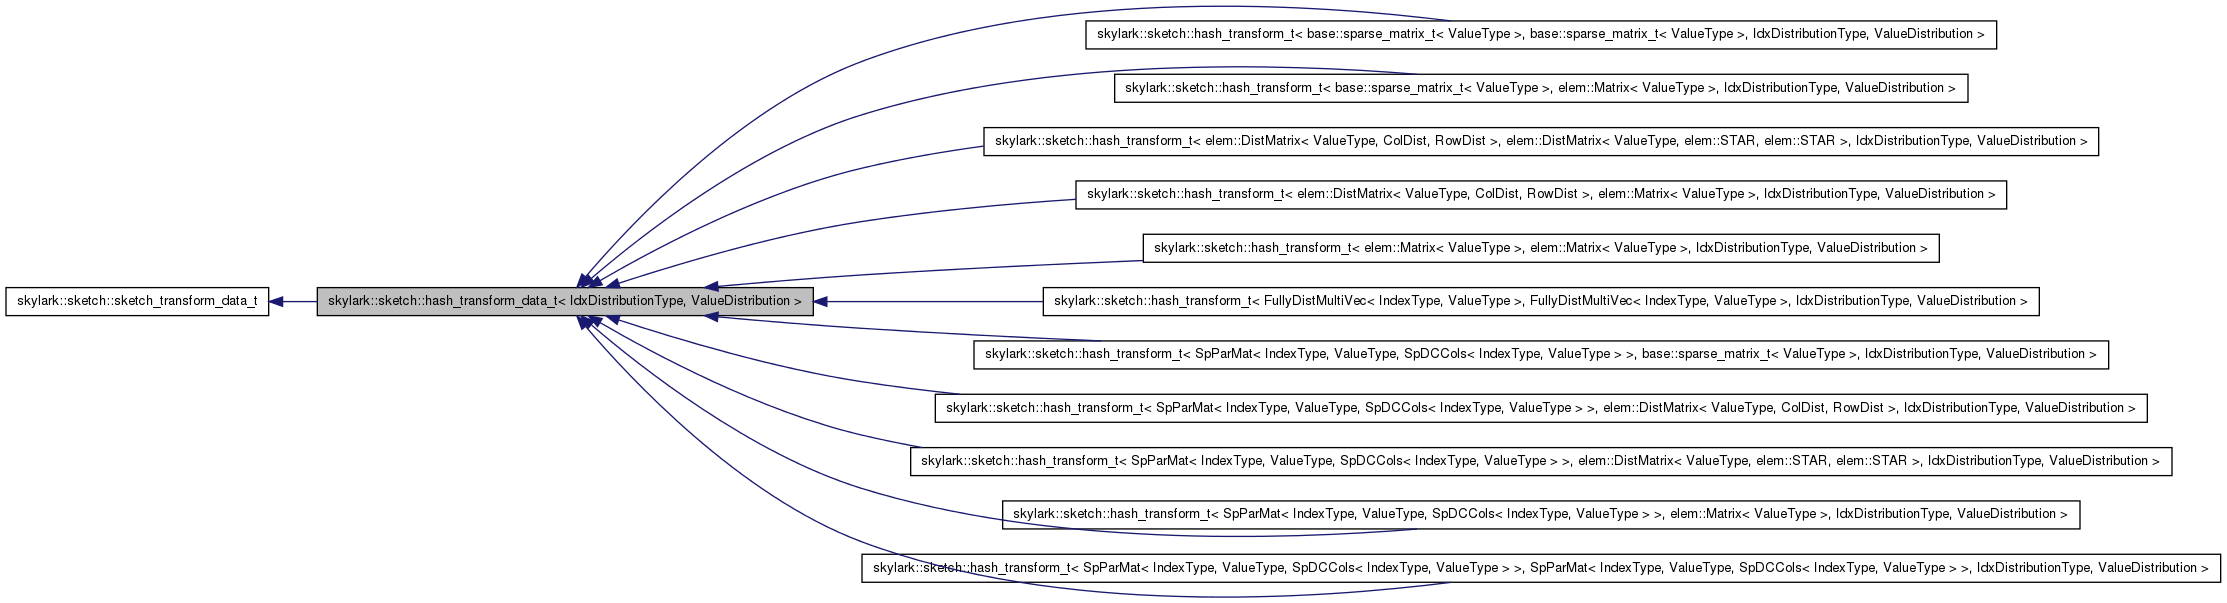 skylark::sketch::hash_transform_t< base::sparse_matrix_t< ValueType >, base::sparse_matrix_t< ValueType >, IdxDistributionType, ValueDistribution >
skylark::sketch::hash_transform_t< base::sparse_matrix_t< ValueType >, elem::Matrix< ValueType >, IdxDistributionType, ValueDistribution >
skylark::sketch::hash_transform_t< elem::DistMatrix< ValueType, ColDist, RowDist >, elem::DistMatrix< ValueType, elem::STAR, elem::STAR >, IdxDistributionType, ValueDistribution >
skylark::sketch::hash_transform_t< elem::DistMatrix< ValueType, ColDist, RowDist >, elem::Matrix< ValueType >, IdxDistributionType, ValueDistribution >
skylark::sketch::hash_transform_t< elem::Matrix< ValueType >, elem::Matrix< ValueType >, IdxDistributionType, ValueDistribution >
skylark::sketch::sketch_transform_data_t
skylark::sketch::hash_transform_data_t< IdxDistributionType, ValueDistribution >
skylark::sketch::hash_transform_t< FullyDistMultiVec< IndexType, ValueType >, FullyDistMultiVec< IndexType, ValueType >, IdxDistributionType, ValueDistribution >
skylark::sketch::hash_transform_t< SpParMat< IndexType, ValueType, SpDCCols< IndexType, ValueType > >, base::sparse_matrix_t< ValueType >, IdxDistributionType, ValueDistribution >
skylark::sketch::hash_transform_t< SpParMat< IndexType, ValueType, SpDCCols< IndexType, ValueType > >, elem::DistMatrix< ValueType, ColDist, RowDist >, IdxDistributionType, ValueDistribution >
skylark::sketch::hash_transform_t< SpParMat< IndexType, ValueType, SpDCCols< IndexType, ValueType > >, elem::DistMatrix< ValueType, elem::STAR, elem::STAR >, IdxDistributionType, ValueDistribution >
skylark::sketch::hash_transform_t< SpParMat< IndexType, ValueType, SpDCCols< IndexType, ValueType > >, elem::Matrix< ValueType >, IdxDistributionType, ValueDistribution >
skylark::sketch::hash_transform_t< SpParMat< IndexType, ValueType, SpDCCols< IndexType, ValueType > >, SpParMat< IndexType, ValueType, SpDCCols< IndexType, ValueType > >, IdxDistributionType, ValueDistribution >